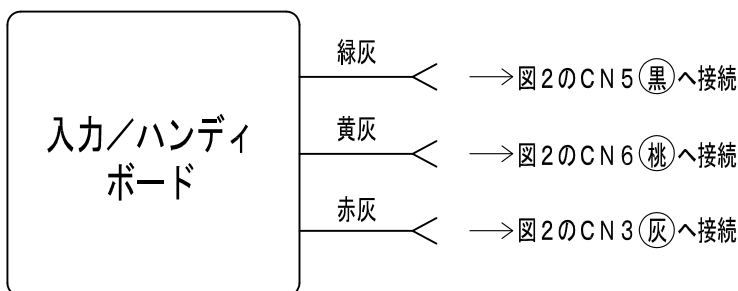 入力／ハンディ
ボード
緑灰
→図2のCN5黒へ接続
黄灰
→図2のCN6桃へ接続
赤灰
→図2のCN3灰へ接続